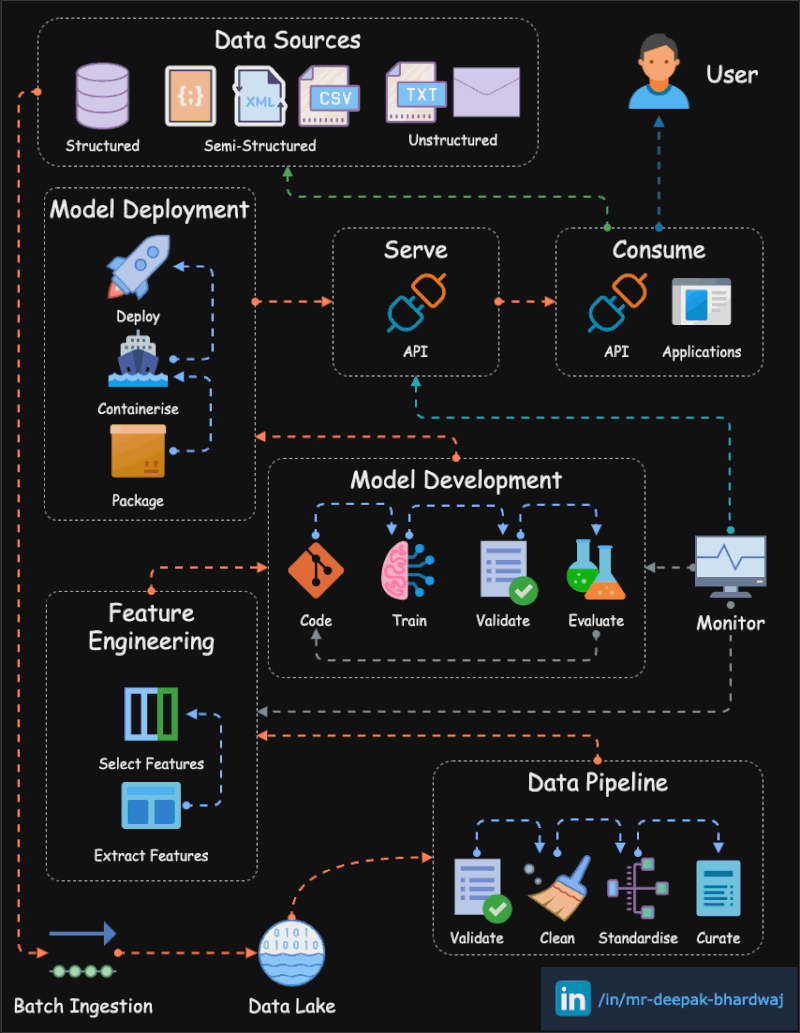 Data Sources
{;}
XML
CSV
TXT
Structured
Semi-Structured
Unstructured
User
Model Deployment
Deploy
Containerise
Package
Serve
API
Consume
API
Applications
Model Development
Code
Train
Validate
Evaluate
Monitor
Feature
Engineering
Select Features
Extract Features
Data Pipeline
Validate
Clean
Standardise
Curate
Batch Ingestion
0101
010010
Data Lake
in /in/mr-deepak-bhardwaj